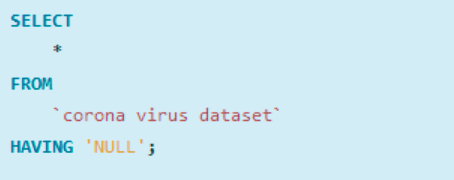 SELECT
*
FROM
`corona virus dataset`
HAVING 'NULL';